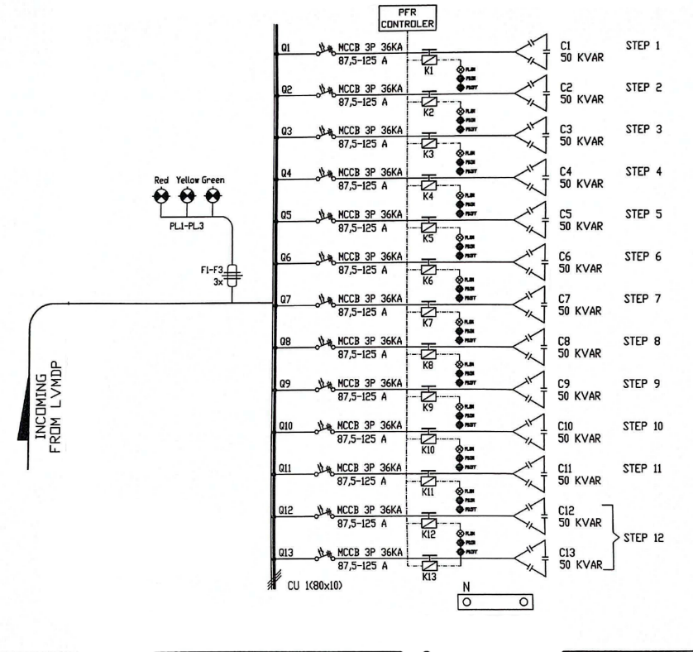 PFR
CONTROLER
Q1 MCCB 3P 36KA
87,5-125 A
K1
C1
50 KVAR
STEP 1
Q2 MCCB 3P 36KA
87,5-125 A
K2
C2
50 KVAR
STEP 2
Q3 MCCB 3P 36KA
87,5-125 A
K3
C3
50 KVAR
STEP 3
Q4 MCCB 3P 36KA
87,5-125 A
K4
C4
50 KVAR
STEP 4
Red Yellow Green
PL.1-PL.3
Q5 MCCB 3P 36KA
87,5-125 A
K5
C5
50 KVAR
STEP 5
F1-F3
3x
Q6 MCCB 3P 36KA
87,5-125 A
K6
C6
50 KVAR
STEP 6
Q7 MCCB 3P 36KA
87,5-125 A
K7
C7
50 KVAR
STEP 7
Q8 MCCB 3P 36KA
87,5-125 A
K8
C8
50 KVAR
STEP 8
INCOMING
FROM LVMDP
Q9 MCCB 3P 36KA
87,5-125 A
K9
C9
50 KVAR
STEP 9
Q10 MCCB 3P 36KA
87,5-125 A
K10
C10
50 KVAR
STEP 10
Q11 MCCB 3P 36KA
87,5-125 A
K11
C11
50 KVAR
STEP 11
Q12 MCCB 3P 36KA
87,5-125 A
K12
C12
50 KVAR
STEP 12
Q13 MCCB 3P 36KA
87,5-125 A
K13
C13
50 KVAR
CU 1(80x10)
N